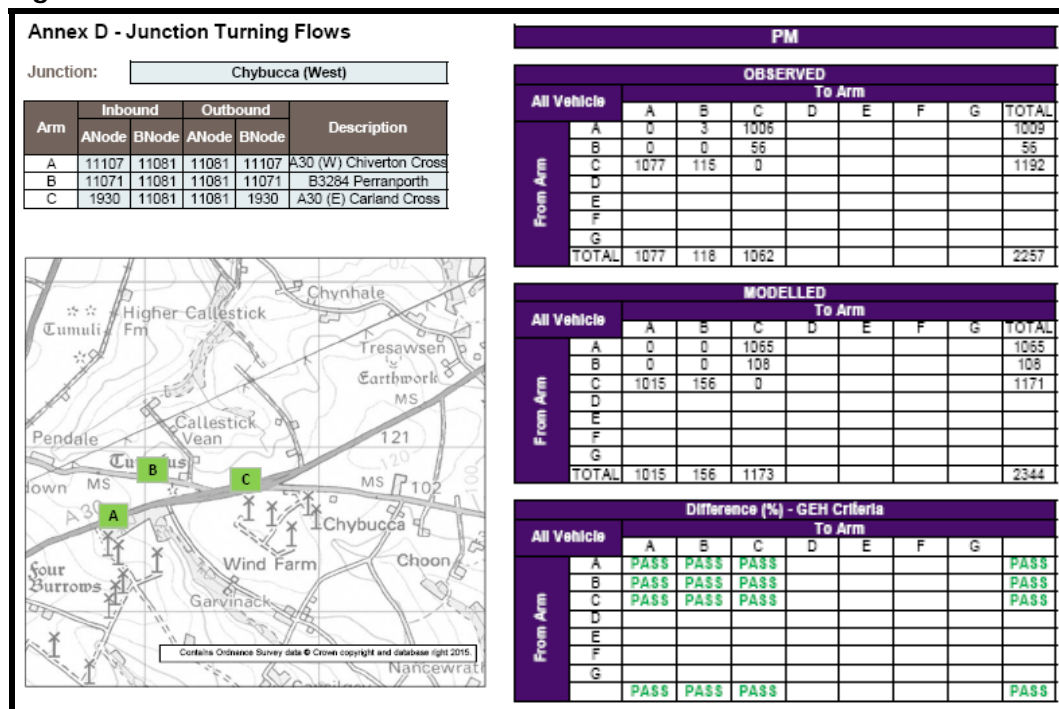 Annex D - Junction Turning Flows
Junction: Chybucca (West)
Arm Inbound Outbound Description
ANode BNode ANode BNode
A 11107 11081 11081 11107 A30 (W) Chiverton Cross
B 11071 11081 11081 11071 B3284 Perranporth
C 1930 11081 11081 1930 A30 (E) Carland Cross
Chynhale
Higher Callestick
Tumuli Fm
Tresawsen
Earthwork
MS
Callestick
Vean
Pendale
121
120
B
C
own MS
MS
102
A 30
A
Chybucca
Wind Farm
Choon
Four
Burrows
Garvinack
Contains Ordnance Survey data © Crown copyright and database right 2015.
Nancewrat
PM
OBSERVED
All Vehicle To Arm
A B C D E F G TOTAL
From Arm
A 0 3 1006 1009
B 0 0 56 56
C 1077 115 0 1192
D
E
F
G
TOTAL 1077 118 1062 2257
MODELLED
All Vehicle To Arm
A B C D E F G TOTAL
From Arm
A 0 0 1065 1065
B 0 0 108 108
C 1015 156 0 1171
D
E
F
G
TOTAL 1015 156 1173 2344
Difference (%) - GEH Criteria
All Vehicle To Arm
A B C D E F G
From Arm
A PASS PASS PASS PASS
B PASS PASS PASS PASS
C PASS PASS PASS PASS
D
E
F
G
PASS PASS PASS PASS